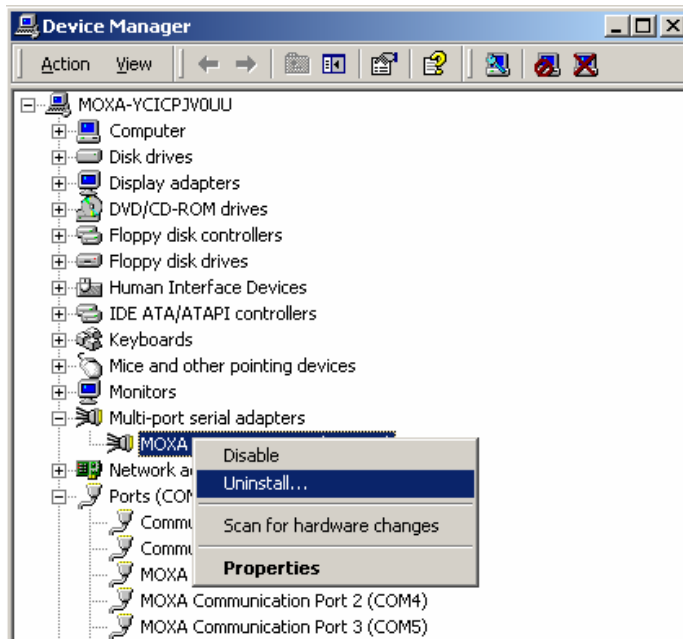 Device Manager
Action View
MOXA-YCICPJV0UU
Computer
Disk drives
Display adapters
DVD/CD-ROM drives
Floppy disk controllers
Floppy disk drives
Human Interface Devices
IDE ATA/ATAPI controllers
Keyboards
Mice and other pointing devices
Monitors
Multi-port serial adapters
MOXA
Disable
Network a
Uninstall...
Ports (CO
Scan for hardware changes
Commu
Commu
Properties
MOXA
MOXA Communication Port 2 (COM4)
MOXA Communication Port 3 (COM5)